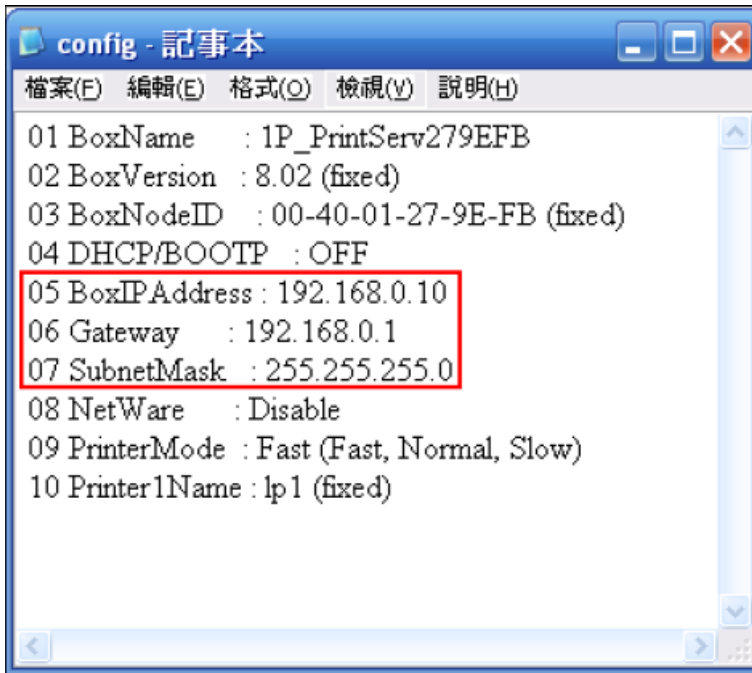 config - 記事本
檔案(F) 編輯(E) 格式(O) 檢視(V) 說明(H)
01 BoxName : 1P_PrintServ279EFB
02 BoxVersion : 8.02 (fixed)
03 BoxNodeID : 00-40-01-27-9E-FB (fixed)
04 DHCP/BOOTP : OFF
05 BoxIPAddress : 192.168.0.10
06 Gateway : 192.168.0.1
07 SubnetMask : 255.255.255.0
08 NetWare : Disable
09 PrinterMode : Fast (Fast, Normal, Slow)
10 Printer1Name : lp1 (fixed)